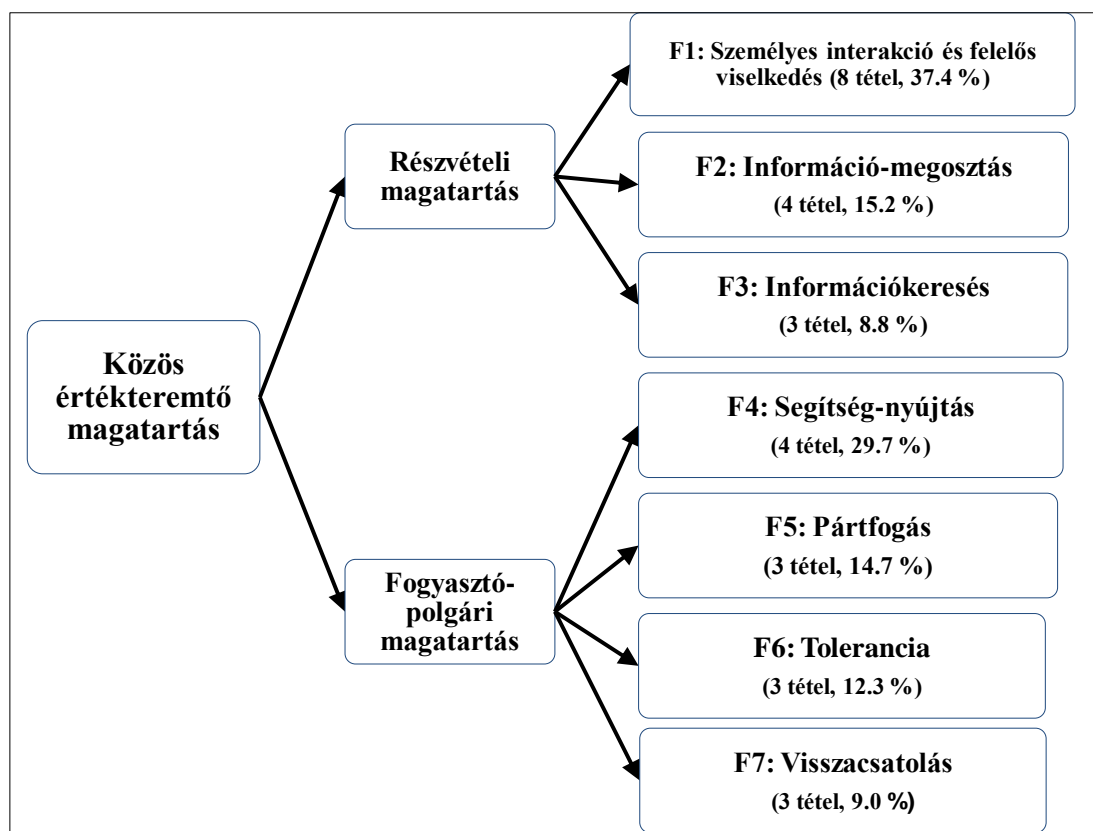 Közös
értékteremtő
magatartás
Részvételi
magatartás
F1: Személyes interakció és felelős
viselkedés (8 tétel, 37.4 %)
F2: Információ-megosztás
(4 tétel, 15.2 %)
F3: Információkeresés
(3 tétel, 8.8 %)
Fogyasztó-
polgári
magatartás
F4: Segítség-nyújtás
(4 tétel, 29.7 %)
F5: Pártfogás
(3 tétel, 14.7 %)
F6: Tolerancia
(3 tétel, 12.3 %)
F7: Visszacsatolás
(3 tétel, 9.0 %)